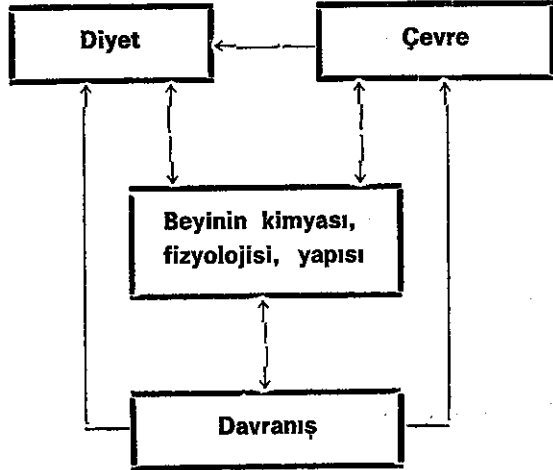 Diyet
Çevre
Beyinin kimyası,
fizyolojisi, yapısı
Davranış